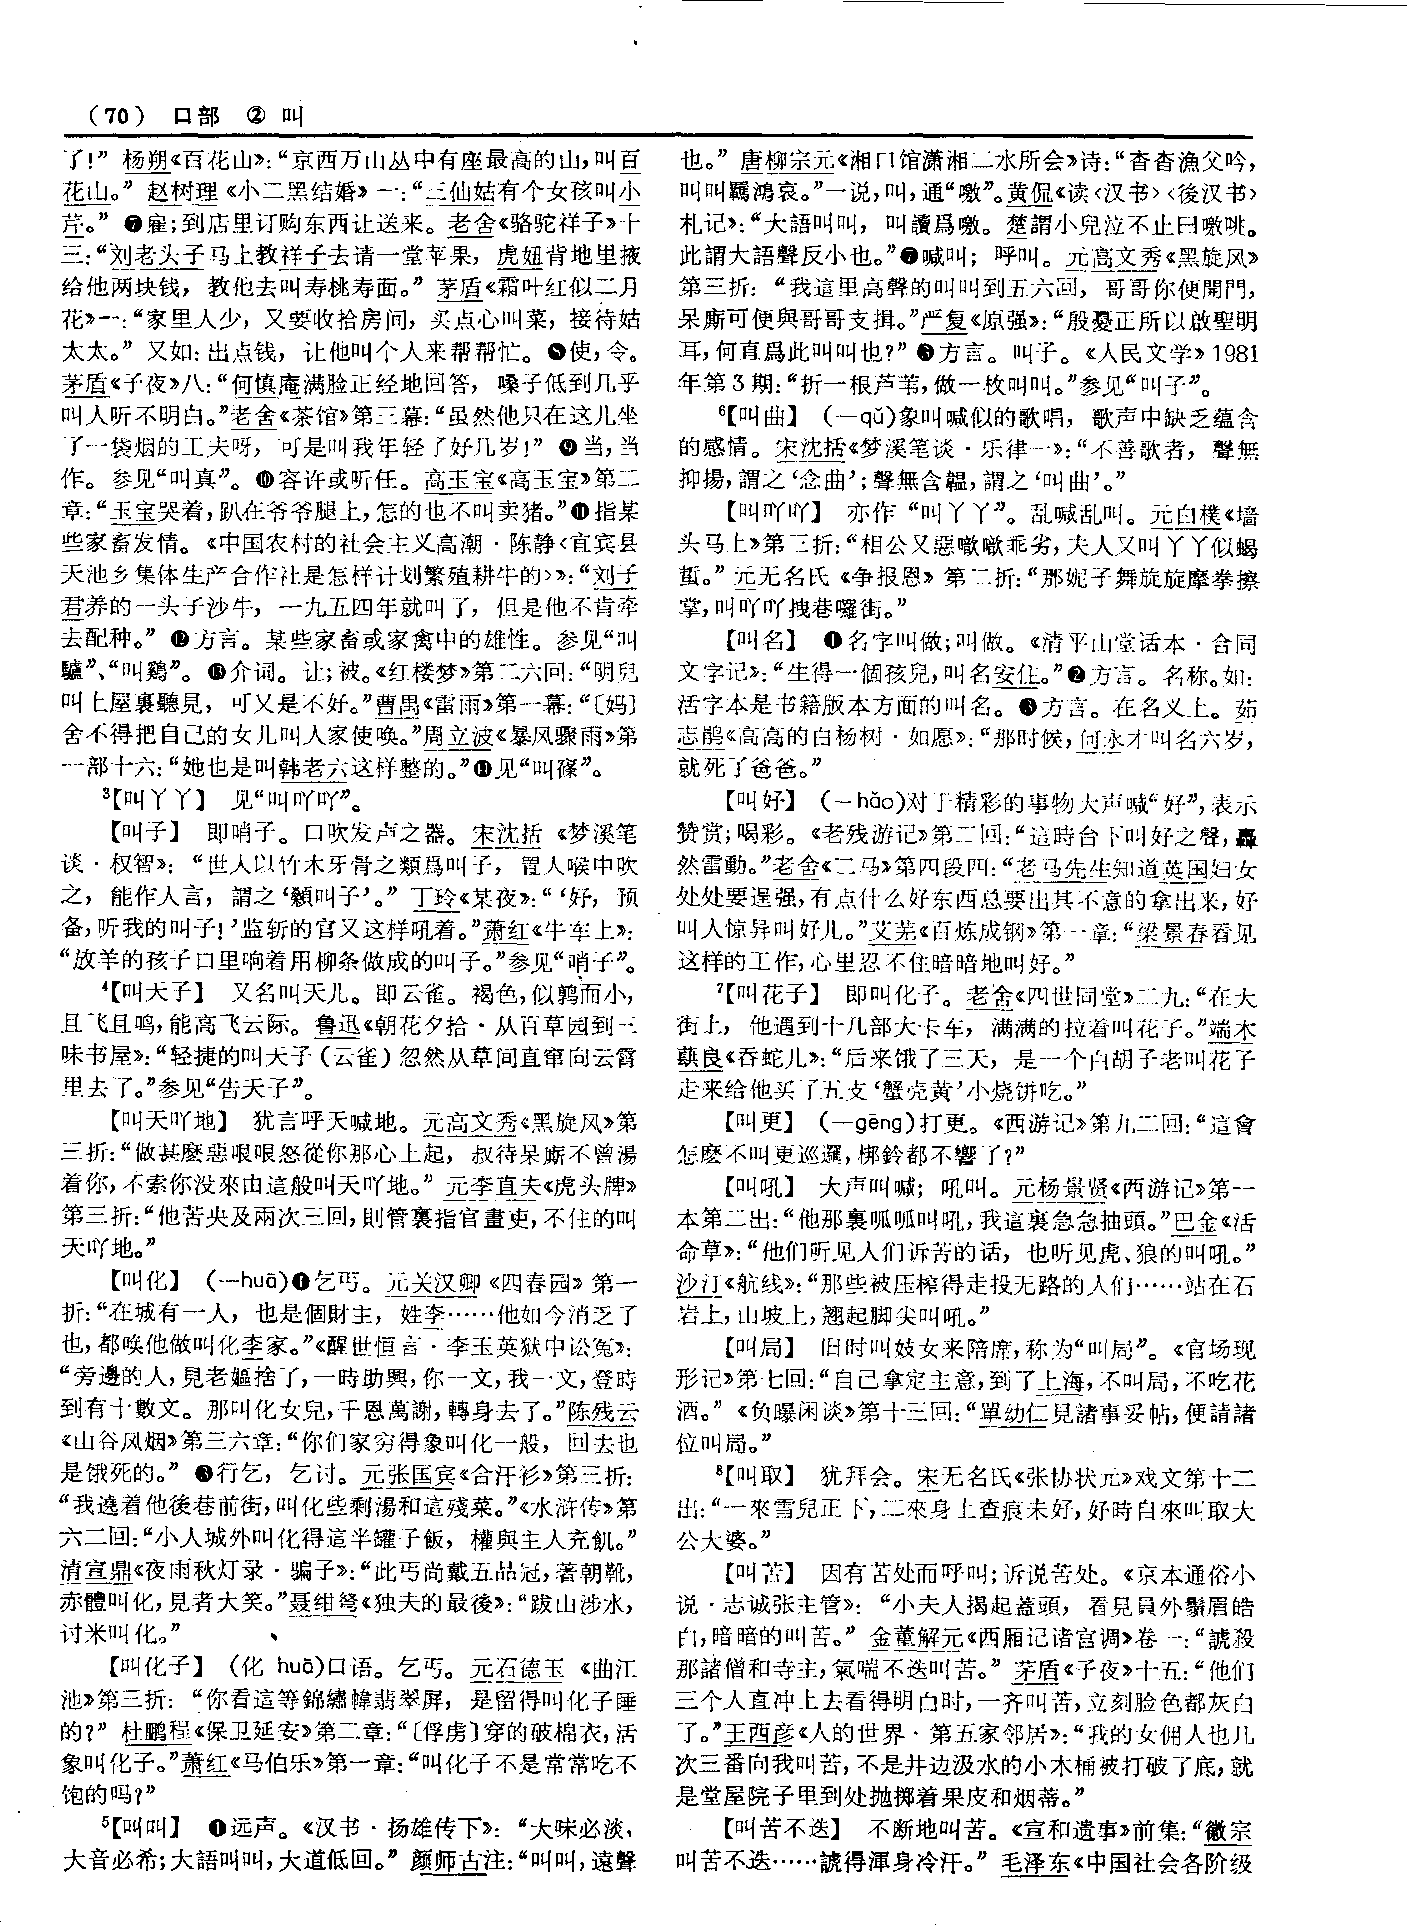 （70） 口部 ② 叫
了！”杨朔《百花山》：“京西万山丛中有座最高的山，叫百
花山。”赵树理《小二黑结婚》一：“三仙姑有个女孩叫小
芹。”❼雇；到店里订购东西让送来。老舍《骆驼祥子》十
三：“刘老头子马上教祥子去请一堂苹果，虎妞背地里掖
给他两块钱，教他去叫寿桃寿面。”茅盾《霜叶红似二月
花》一：“家里人少，又要收拾房间，买点心叫菜，接待姑
太太。”又如：出点钱，让他叫个人来帮帮忙。❽使，令。
茅盾《子夜》八：“何慎庵满脸正经地回答，嗓子低到几乎
叫人听不明白。”老舍《茶馆》第三幕：“虽然他只在这儿坐
了一袋烟的工夫呀，可是叫我年轻了好几岁！”❾当，当
作。参见“叫真”。❿容许或听任。高玉宝《高玉宝》第二
章：“玉宝哭着，趴在爷爷腿上，怎的也不叫卖猪。”⓫指某
些家畜发情。《中国农村的社会主义高潮·陈静〈宜宾县
天池乡集体生产合作社是怎样计划繁殖耕牛的〉》：“刘子
君养的一头子沙牛，一九五四年就叫了，但是他不肯牵
去配种。”⓬方言。某些家畜或家禽中的雄性。参见“叫
驢”、“叫鷄”。⓭介词。让；被。《红楼梦》第二六回：“明兒
叫上屋裏聽見，可又是不好。”曹禺《雷雨》第一幕：“〔妈〕
舍不得把自己的女儿叫人家使唤。”周立波《暴风骤雨》第
一部十六：“她也是叫韩老六这样整的。”⓮见“叫篠”。
³【叫丫丫】 见“叫吖吖”。
【叫子】 即哨子。口吹发声之器。宋沈括《梦溪笔
谈·权智》：“世人以竹木牙骨之類爲叫子，置人喉中吹
之，能作人言，謂之‘顙叫子’。”丁玲《某夜》：“‘好，预
备，听我的叫子！’监斩的官又这样吼着。”萧红《牛车上》：
“放羊的孩子口里响着用柳条做成的叫子。”参见“哨子”。
⁴【叫天子】 又名叫天儿。即云雀。褐色，似鹑而小，
且飞且鸣，能高飞云际。鲁迅《朝花夕拾·从百草园到三
味书屋》：“轻捷的叫天子（云雀）忽然从草间直窜向云霄
里去了。”参见“告天子”。
【叫天吖地】 犹言呼天喊地。元高文秀《黑旋风》第
三折：“做甚麽惡哏哏怒從你那心上起，叔待呆廝不曾湯
着你，不索你没來由這般叫天吖地。”元李直夫《虎头牌》
第三折：“他苦央及兩次三回，則管裏指官畫吏，不住的叫
天吖地。”
【叫化】 （—huā）❶乞丐。元关汉卿《四春园》第一
折：“在城有一人，也是個財主，姓李……他如今消乏了
也，都唤他做叫化李家。”《醒世恒言·李玉英狱中讼冤》：
“旁邊的人，見老嫗捨了，一時助興，你一文，我一文，登時
到有十數文。那叫化女兒，千恩萬謝，轉身去了。”陈残云
《山谷风烟》第三六章：“你们家穷得象叫化一般，回去也
是饿死的。”❷行乞，乞讨。元张国宾《合汗衫》第三折：
“我遶着他後巷前街，叫化些剩湯和這殘菜。”《水浒传》第
六二回：“小人城外叫化得這半罐子飯，權與主人充飢。”
清宣鼎《夜雨秋灯录·骗子》：“此丐尚戴五品冠，著朝靴，
赤體叫化，見者大笑。”聂绀弩《独夫的最後》：“跋山涉水，
讨米叫化。”
【叫化子】 （化 huā）口语。乞丐。元石德玉《曲江
池》第三折：“你看這等錦繡幃翡翠屏，是留得叫化子睡
的？”杜鹏程《保卫延安》第二章：“〔俘虏〕穿的破棉衣，活
象叫化子。”萧红《马伯乐》第一章：“叫化子不是常常吃不
饱的吗？”
⁵【叫叫】 ❶远声。《汉书·扬雄传下》：“大味必淡，
大音必希；大語叫叫，大道低回。”颜师古注：“叫叫，遠聲
也。”唐柳宗元《湘口馆潇湘二水所会》诗：“杳杳漁父吟，
叫叫羈鴻哀。”一说，叫，通“噭”。黄侃《读〈汉书〉〈後汉书〉
札记》：“大語叫叫，叫讀爲噭。楚謂小兒泣不止曰噭咷。
此謂大語聲反小也。”❷喊叫；呼叫。元高文秀《黑旋风》
第三折：“我這里高聲的叫叫到五六回，哥哥你便開門，
呆廝可便與哥哥支揖。”严复《原强》：“殷憂正所以啟聖明
耳，何直爲此叫叫也？”❸方言。叫子。《人民文学》1981
年第3期：“折一根芦苇，做一枚叫叫。”参见“叫子”。
⁶【叫曲】 （—qǔ）象叫喊似的歌唱，歌声中缺乏蕴含
的感情。宋沈括《梦溪笔谈·乐律一》：“不善歌者，聲無
抑揚，謂之‘念曲’；聲無含韞，謂之‘叫曲’。”
【叫吖吖】 亦作“叫丫丫”。乱喊乱叫。元白樸《墙
头马上》第三折：“相公又惡噷噷乖劣，夫人又叫丫丫似蝎
蜇。”元无名氏《争报恩》第二折：“那妮子舞旋旋摩拳擦
掌，叫吖吖拽巷囉街。”
【叫名】 ❶名字叫做；叫做。《清平山堂话本·合同
文字记》：“生得一個孩兒，叫名安住。”❷方言。名称。如：
活字本是书籍版本方面的叫名。❸方言。在名义上。茹
志鹃《高高的白杨树·如愿》：“那时候，何永才叫名六岁，
就死了爸爸。”
【叫好】 （—hǎo）对于精彩的事物大声喊“好”，表示
赞赏；喝彩。《老残游记》第二回：“這時台下叫好之聲，轟
然雷動。”老舍《二马》第四段四：“老马先生知道英国妇女
处处要逞强，有点什么好东西总要出其不意的拿出来，好
叫人惊异叫好儿。”艾芜《百炼成钢》第一章：“梁景春看见
这样的工作，心里忍不住暗暗地叫好。”
⁷【叫花子】 即叫化子。老舍《四世同堂》二九：“在大
街上，他遇到十几部大卡车，满满的拉着叫花子。”端木
蕻良《吞蛇儿》：“后来饿了三天，是一个白胡子老叫花子
走来给他买了五支‘蟹壳黄’小烧饼吃。”
【叫更】 （—gēng）打更。《西游记》第九二回：“這會
怎麽不叫更巡邏，梆鈴都不響了？”
【叫吼】 大声叫喊；吼叫。元杨景贤《西游记》第一
本第二出：“他那裏呱呱叫吼，我這裏急急抽頭。”巴金《活
命草》：“他们听见人们诉苦的话，也听见虎、狼的叫吼。”
沙汀《航线》：“那些被压榨得走投无路的人们……站在石
岩上，山坡上，翘起脚尖叫吼。”
【叫局】 旧时叫妓女来陪席，称为“叫局”。《官场现
形记》第七回：“自己拿定主意，到了上海，不叫局，不吃花
酒。”《负曝闲谈》第十三回：“單幼仁見諸事妥帖，便請諸
位叫局。”
⁸【叫取】 犹拜会。宋无名氏《张协状元》戏文第十二
出：“一來雪兒正下，二來身上查痕未好，好時自來叫取大
公大婆。”
【叫苦】 因有苦处而呼叫；诉说苦处。《京本通俗小
说·志诚张主管》：“小夫人揭起蓋頭，看見員外鬚眉皓
白，暗暗的叫苦。”金董解元《西厢记诸宫调》卷一：“諕殺
那諸僧和寺主，氣喘不迭叫苦。”茅盾《子夜》十五：“他们
三个人直冲上去看得明白时，一齐叫苦，立刻脸色都灰白
了。”王西彦《人的世界·第五家邻居》：“我的女佣人也几
次三番向我叫苦，不是井边汲水的小木桶被打破了底，就
是堂屋院子里到处抛掷着果皮和烟蒂。”
【叫苦不迭】 不断地叫苦。《宣和遗事》前集：“徽宗
叫苦不迭……諕得渾身冷汗。”毛泽东《中国社会各阶级